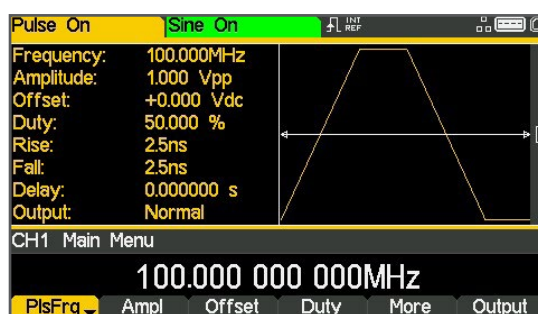 Pulse On Sine On INT REF
Frequency: 100.000MHz
Amplitude: 1.000 Vpp
Offset: +0.000 Vdc
Duty: 50.000 %
Rise: 2.5ns
Fall: 2.5ns
Delay: 0.000000 s
Output: Normal
CH1 Main Menu
100.000 000 000MHz
PlsFrq Ampl Offset Duty More Output